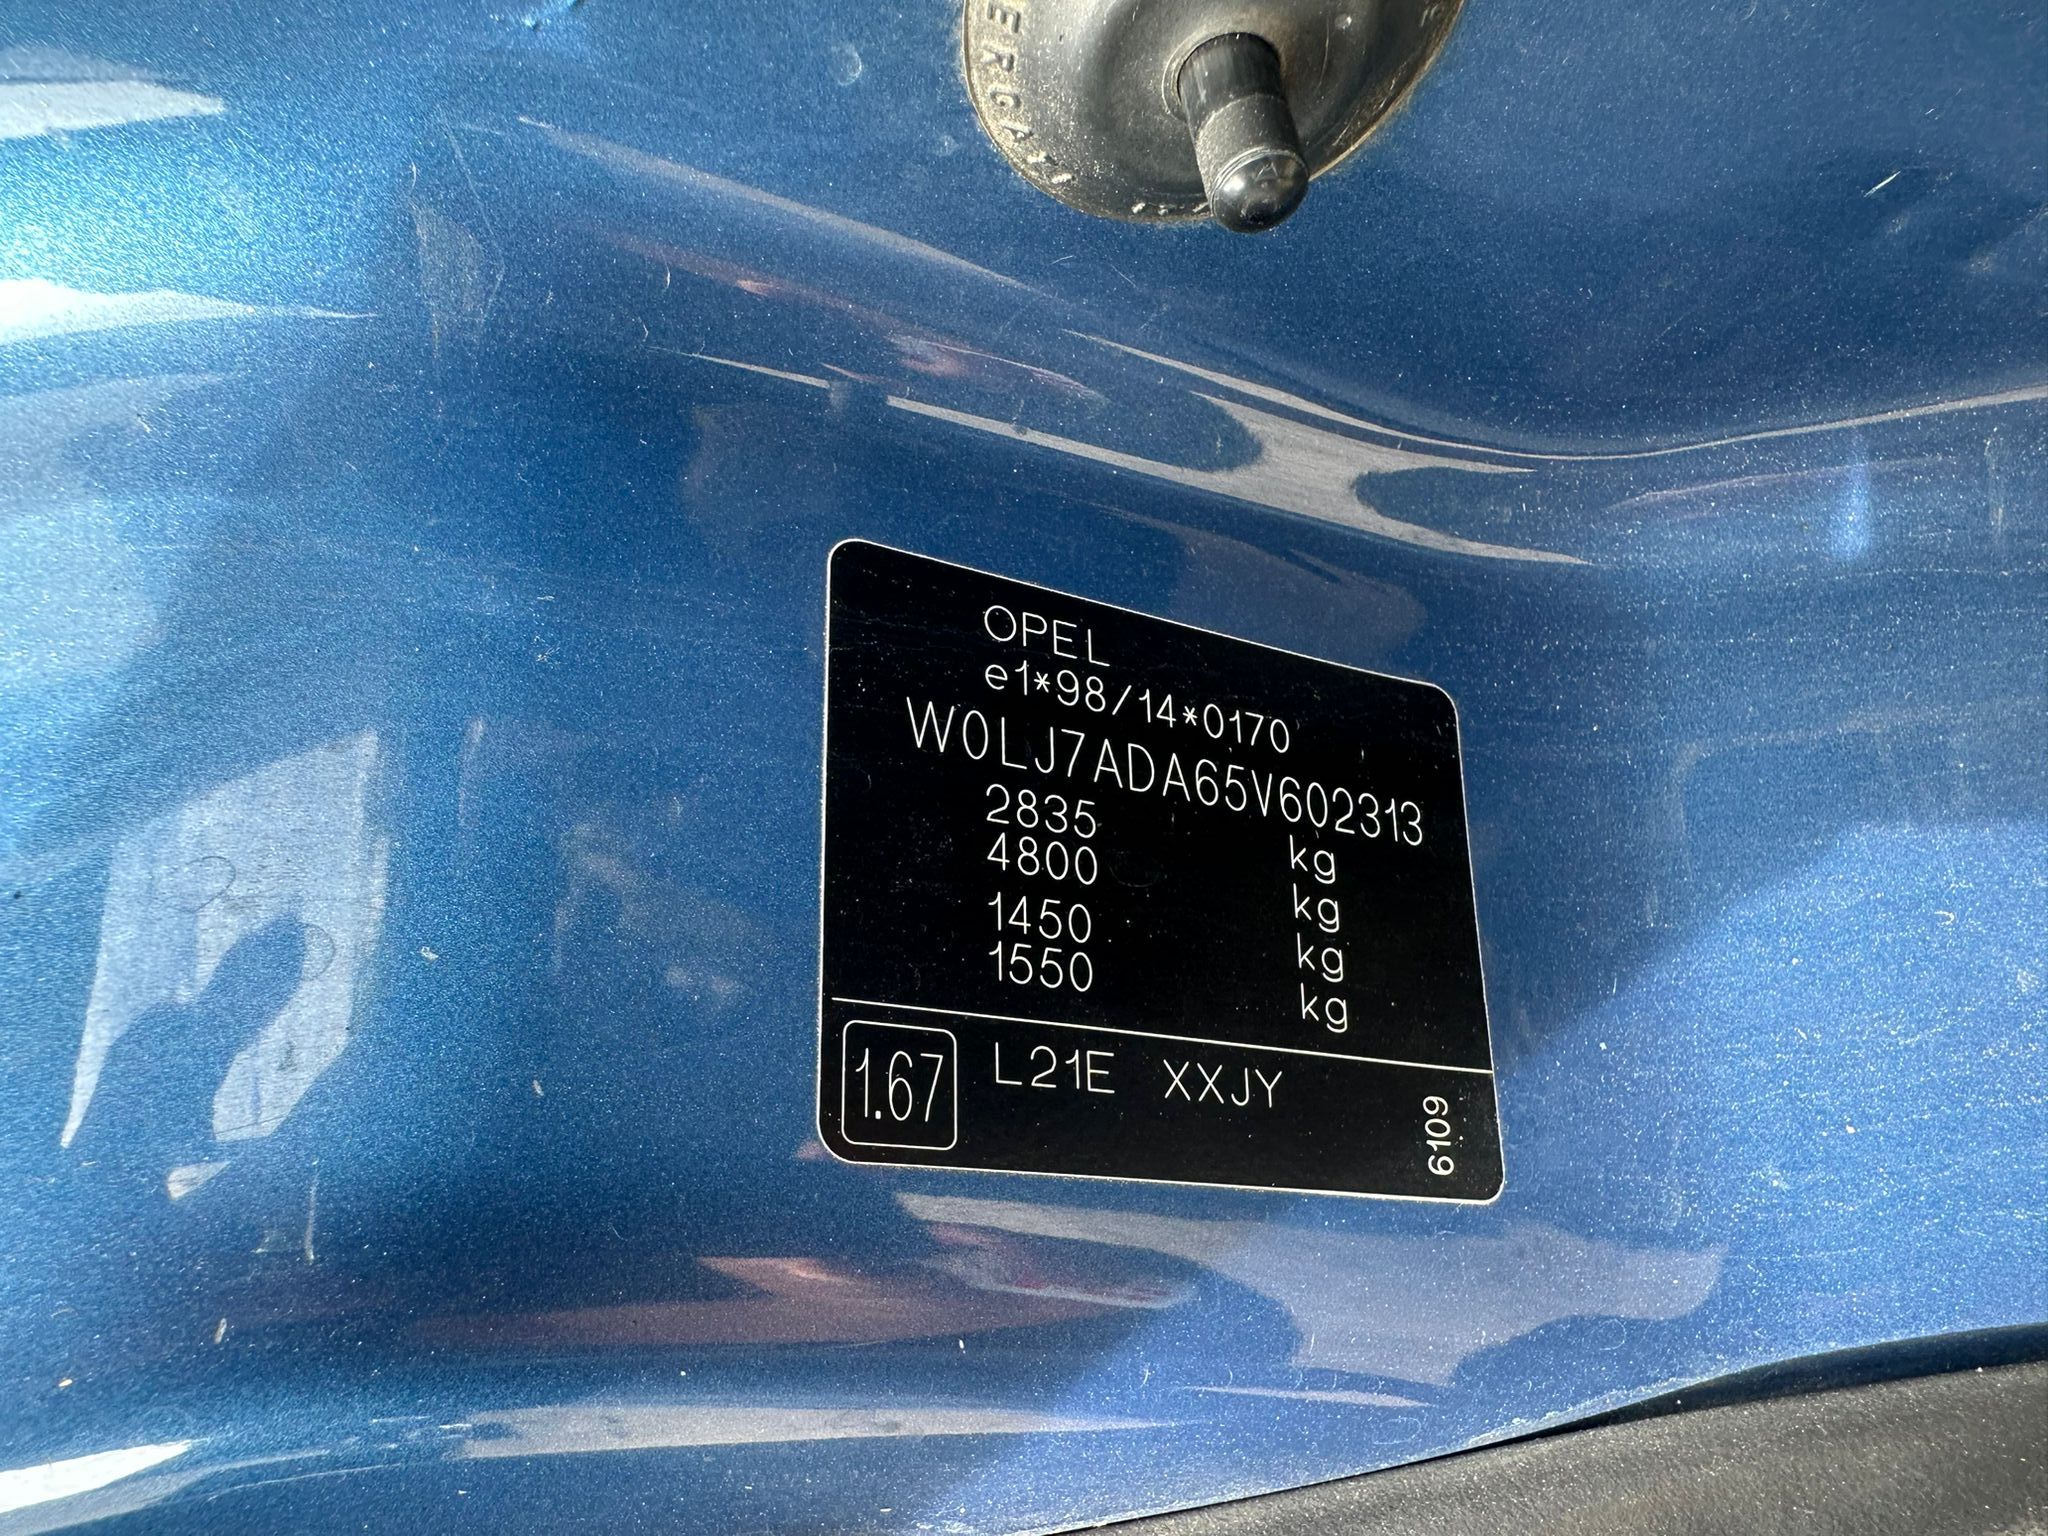 OPEL
e1*98/14*0170
W0LJ7ADA65V602313
2835 kg
4800 kg
1450 kg
1550 kg
1.67 L21E XXJY
6109